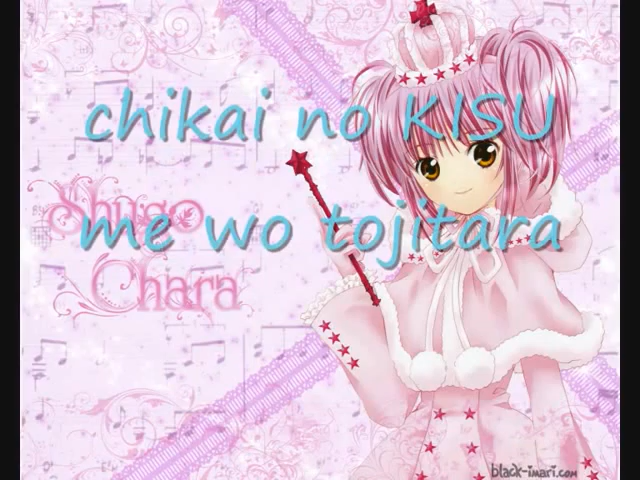 chikai no KISU
Shugo
me wo tojitara
Chara
black-imari.com